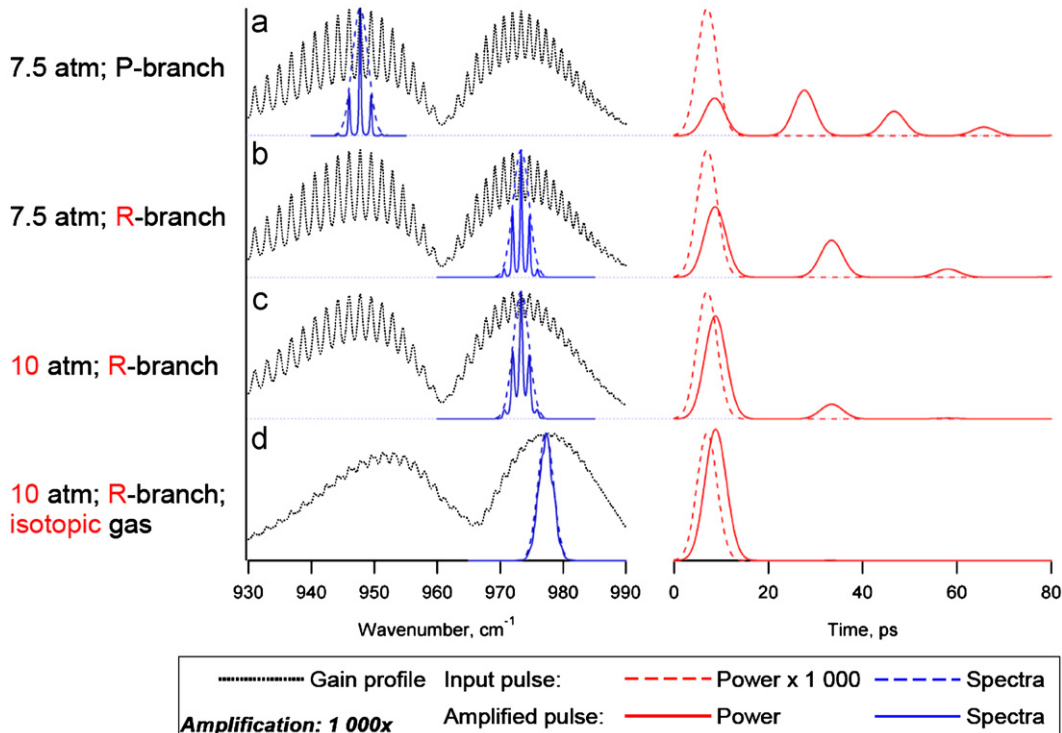 a
7.5 atm; P-branch
b
7.5 atm; R-branch
c
10 atm; R-branch
d
10 atm; R-branch;
isotopic gas
930 940 950 960 970 980 990
0 20 40 60 80
Wavenumber, cm-1
Time, ps
Gain profile Input pulse: Power x 1 000 Spectra
Amplification: 1 000x Amplified pulse: Power Spectra